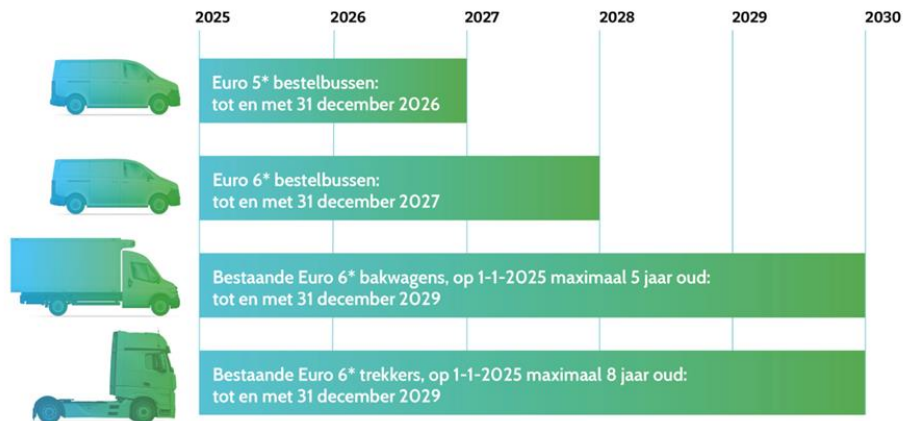 2025 2026 2027 2028 2029 2030
Euro 5* bestelbussen:
tot en met 31 december 2026
Euro 6* bestelbussen:
tot en met 31 december 2027
Bestaande Euro 6* bakwagens, op 1-1-2025 maximaal 5 jaar oud:
tot en met 31 december 2029
Bestaande Euro 6* trekkers, op 1-1-2025 maximaal 8 jaar oud:
tot en met 31 december 2029